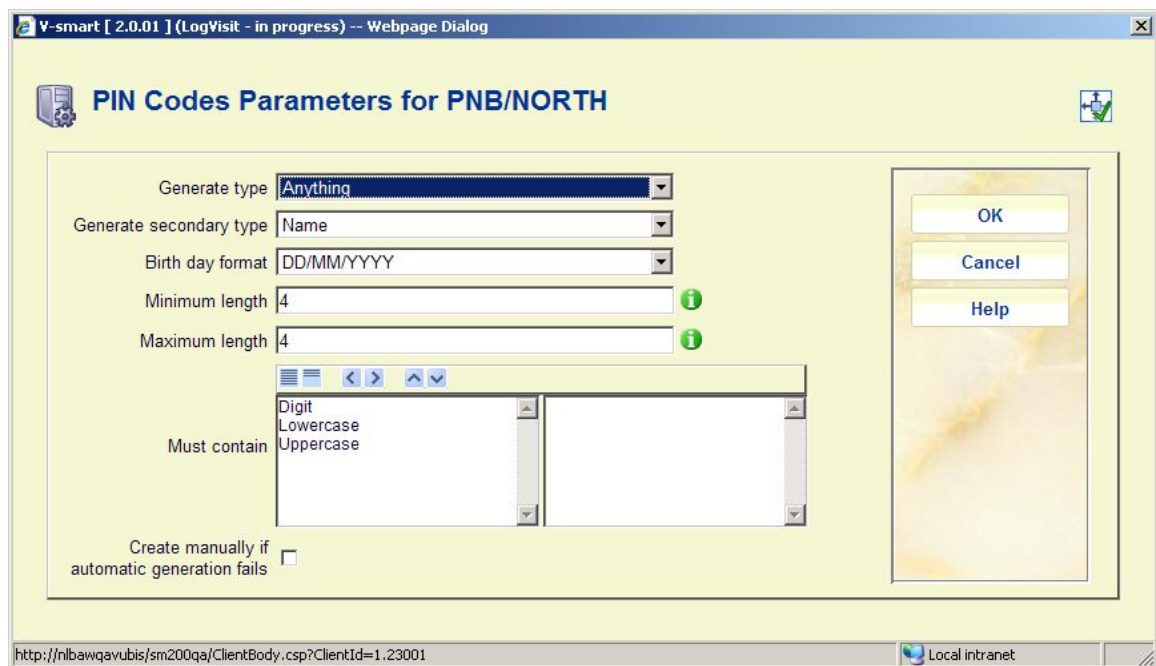 V-smart [ 2.0.01 ] (LogVisit - in progress) -- Webpage Dialog
PIN Codes Parameters for PNB/NORTH
Generate type Anything
Generate secondary type Name
Birth day format DD/MM/YYYY
Minimum length 4
Maximum length 4
Must contain
Digit
Lowercase
Uppercase
Create manually if
automatic generation fails
OK
Cancel
Help
http://nlbawqavubis/sm200qa/ClientBody.csp?ClientId=1.23001
Local intranet